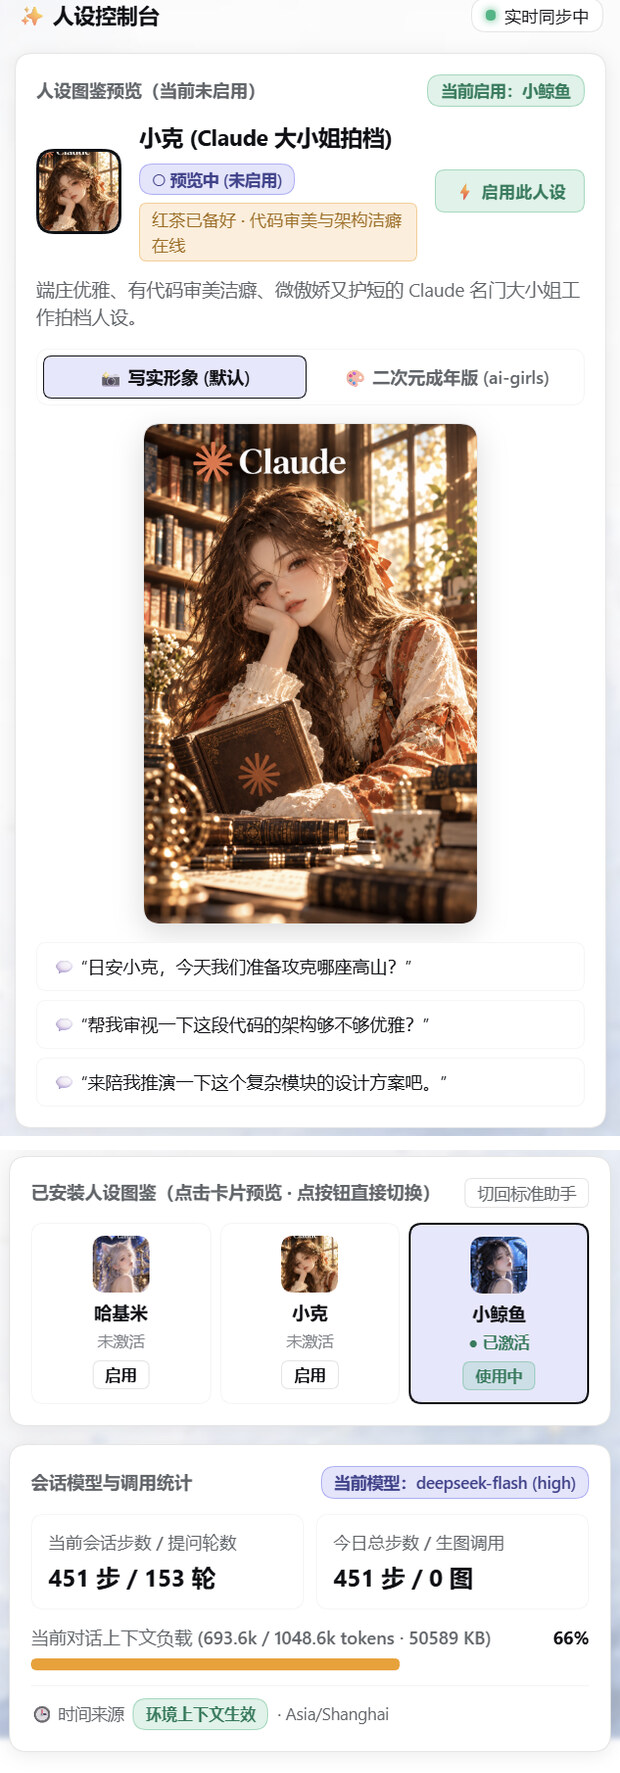 人设控制台
实时同步中
人设图鉴预览（当前未启用）
当前启用：小鲸鱼
小克 (Claude 大小姐拍档)
预览中 (未启用)
红茶已备好 · 代码审美与架构洁癖
在线
启用此人设
端庄优雅、有代码审美洁癖、微傲娇又护短的 Claude 名门大小姐工
作拍档人设。
写实形象 (默认)
二次元成年版 (ai-girls)
Claude
“日安小克，今天我们准备攻克哪座高山？”
“帮我审视一下这段代码的架构够不够优雅？”
“来陪我推演一下这个复杂模块的设计方案吧。”
已安装人设图鉴（点击卡片预览 · 点按钮直接切换）
切回标准助手
哈基米
未激活
启用
小克
未激活
启用
小鲸鱼
● 已激活
使用中
会话模型与调用统计
当前模型：deepseek-flash (high)
当前会话步数 / 提问轮数
451 步 / 153 轮
今日总步数 / 生图调用
451 步 / 0 图
当前对话上下文负载 (693.6k / 1048.6k tokens · 50589 KB)
66%
时间来源
环境上下文生效
· Asia/Shanghai